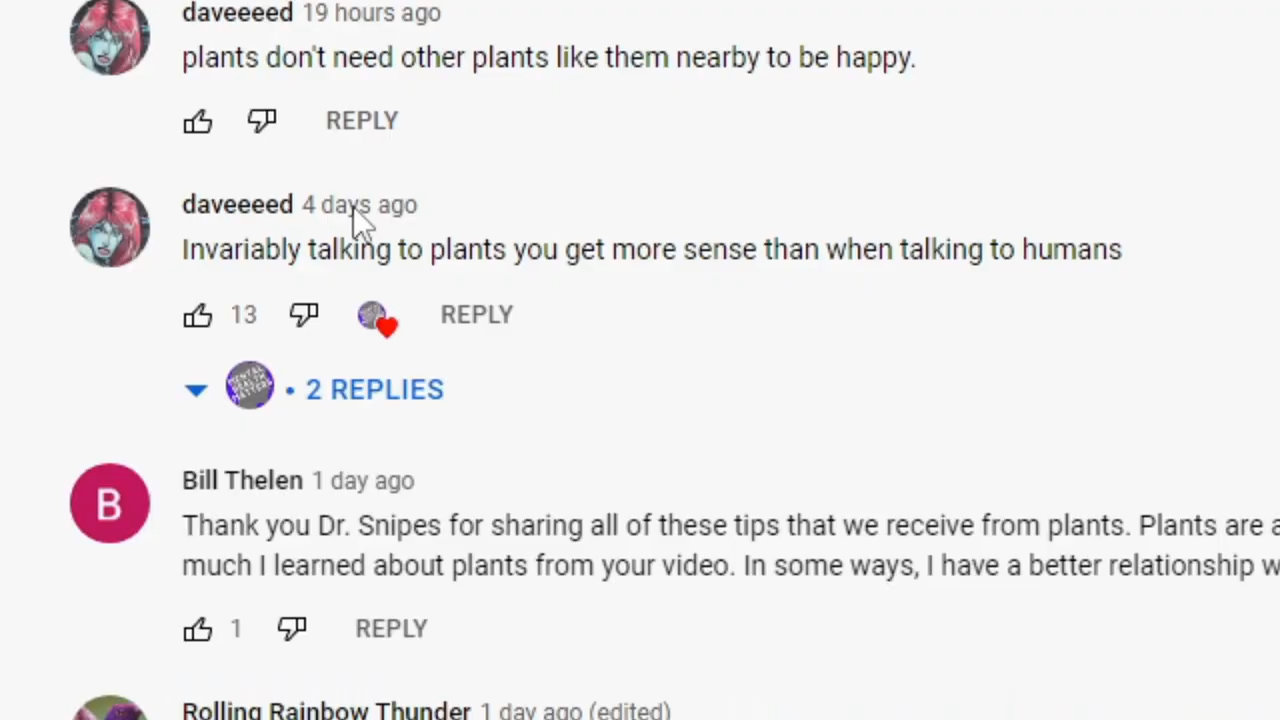 daveeeed 19 hours ago
plants don't need other plants like them nearby to be happy.
REPLY
daveeeed 4 days ago
Invariably talking to plants you get more sense than when talking to humans
13 REPLY
MENTAL HEALTH MATTERS
• 2 REPLIES
B
Bill Thelen 1 day ago
Thank you Dr. Snipes for sharing all of these tips that we receive from plants. Plants are a
much I learned about plants from your video. In some ways, I have a better relationship w
1 REPLY
Rolling Rainbow Thunder 1 day ago (edited)